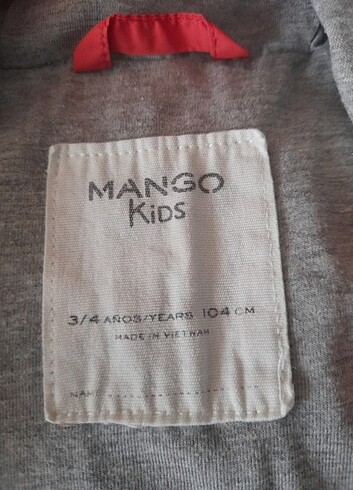 MANGO
KIDS
3/4 AÑOS/YEARS 104 CM
MADE IN VIETNAM
NAME